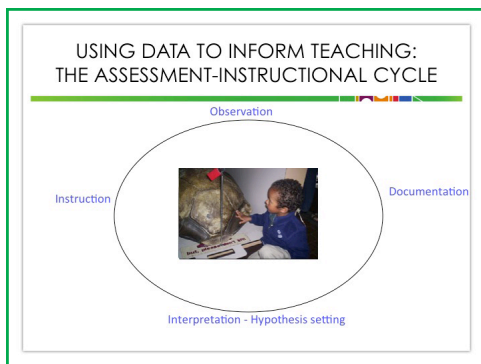 USING DATA TO INFORM TEACHING:
THE ASSESSMENT-INSTRUCTIONAL CYCLE
Observation
Instruction
Documentation
Interpretation - Hypothesis setting